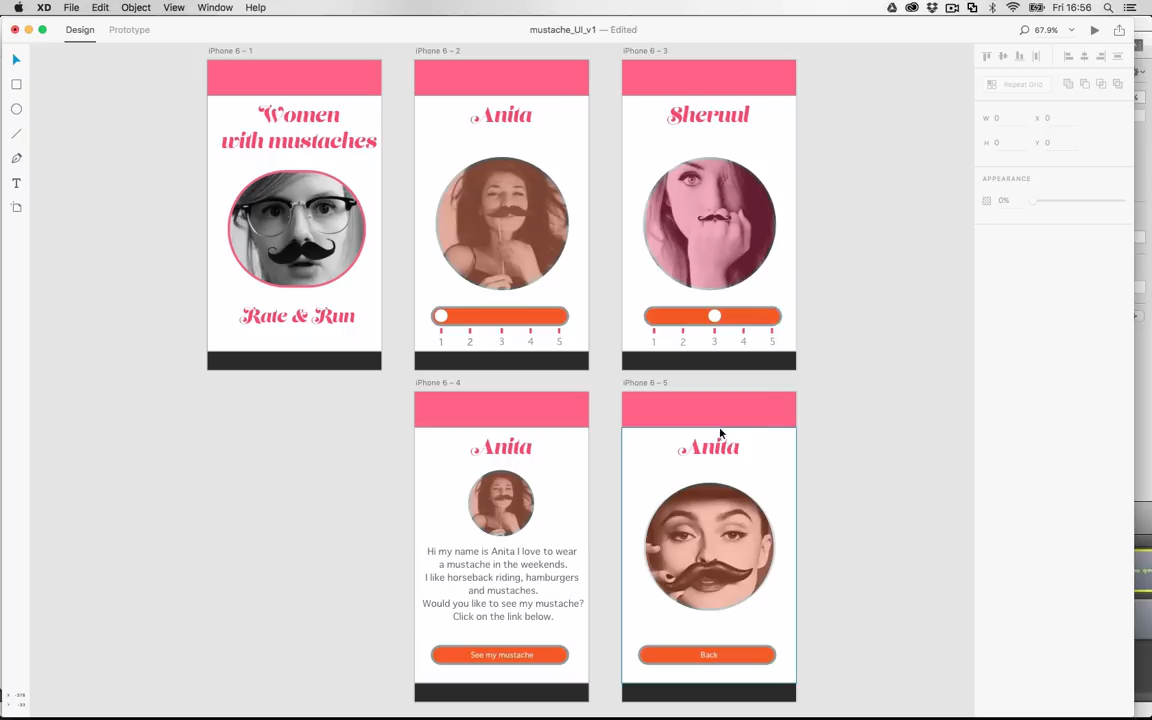 XD File Edit Object View Window Help
Fri 16:56
Design Prototype
mustache_UI_v1 — Edited
67.9%
iPhone 6 – 1
iPhone 6 – 2
iPhone 6 – 3
Women
with mustaches
Rate & Run
Anita
1 2 3 4 5
Sheruul
1 2 3 4 5
iPhone 6 – 4
iPhone 6 – 5
Anita
Hi my name is Anita I love to wear
a mustache in the weekends.
I like horseback riding, hamburgers
and mustaches.
Would you like to see my mustache?
Click on the link below.
See my mustache
Anita
Back
Repeat Grid
W 0 X 0
H 0 Y 0
APPEARANCE
0%